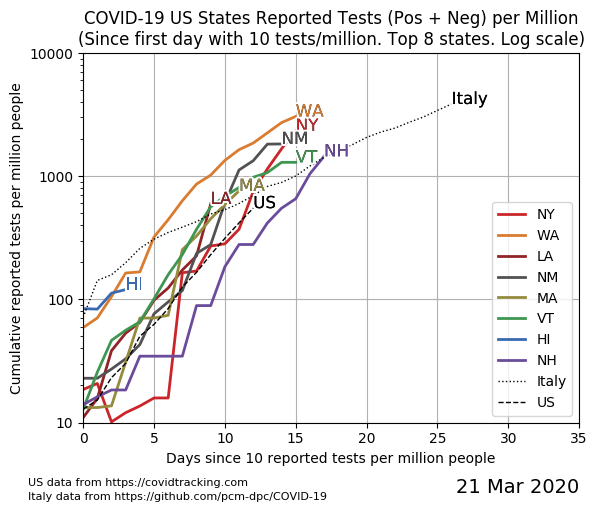 COVID-19 US States Reported Tests (Pos + Neg) per Million
(Since first day with 10 tests/million. Top 8 states. Log scale)
Cumulative reported tests per million people
10000
1000
100
10
Italy
WA
NY
NM
NH
VT
MA
LA
US
HI
NY
WA
LA
NM
MA
VT
HI
NH
Italy
US
0 5 10 15 20 25 30 35
Days since 10 reported tests per million people
US data from https://covidtracking.com
Italy data from https://github.com/pcm-dpc/COVID-19
21 Mar 2020